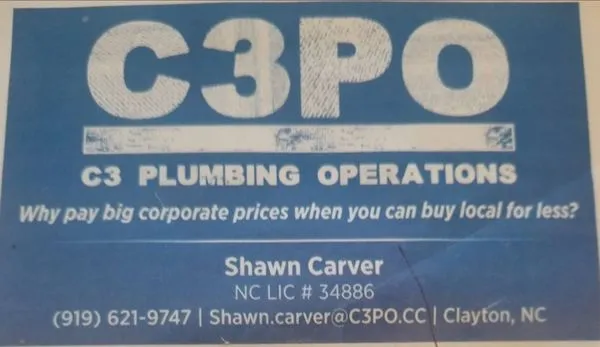 C3PO
C3 PLUMBING OPERATIONS
Why pay big corporate prices when you can buy local for less?
Shawn Carver
NC LIC # 34886
(919) 621-9747 | Shawn.carver@C3PO.CC | Clayton, NC